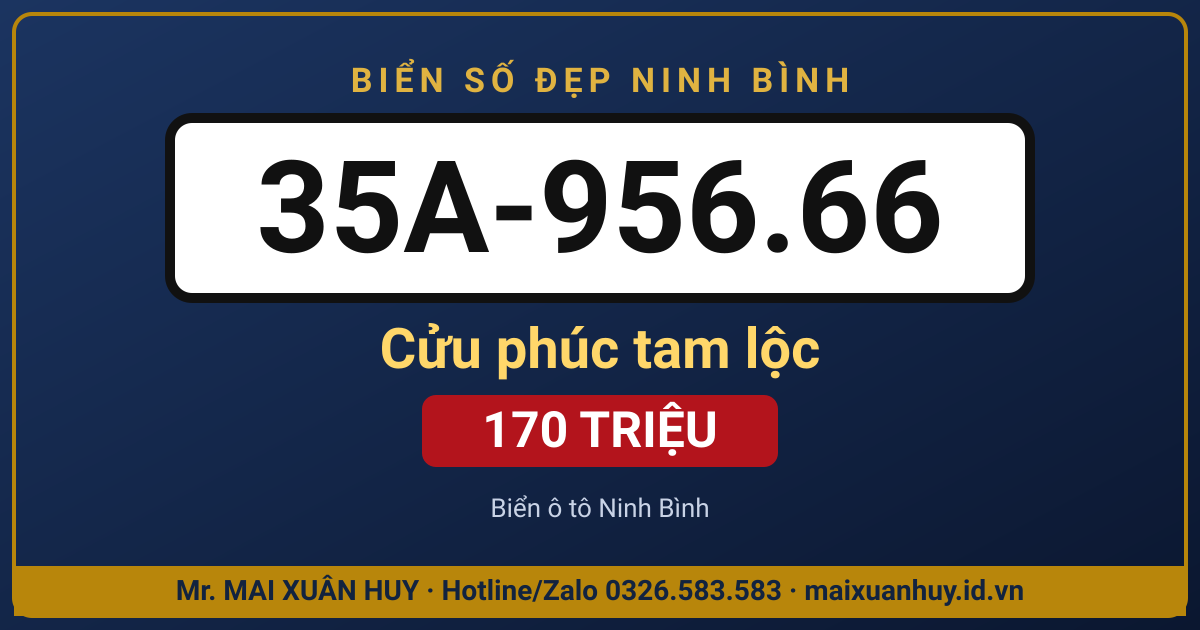 BIỂN SỐ ĐẸP NINH BÌNH
35A-956.66
Cửu phúc tam lộc
170 TRIỆU
Biển ô tô Ninh Bình
Mr. MAI XUÂN HUY · Hotline/Zalo 0326.583.583 · maixuanhuy.id.vn